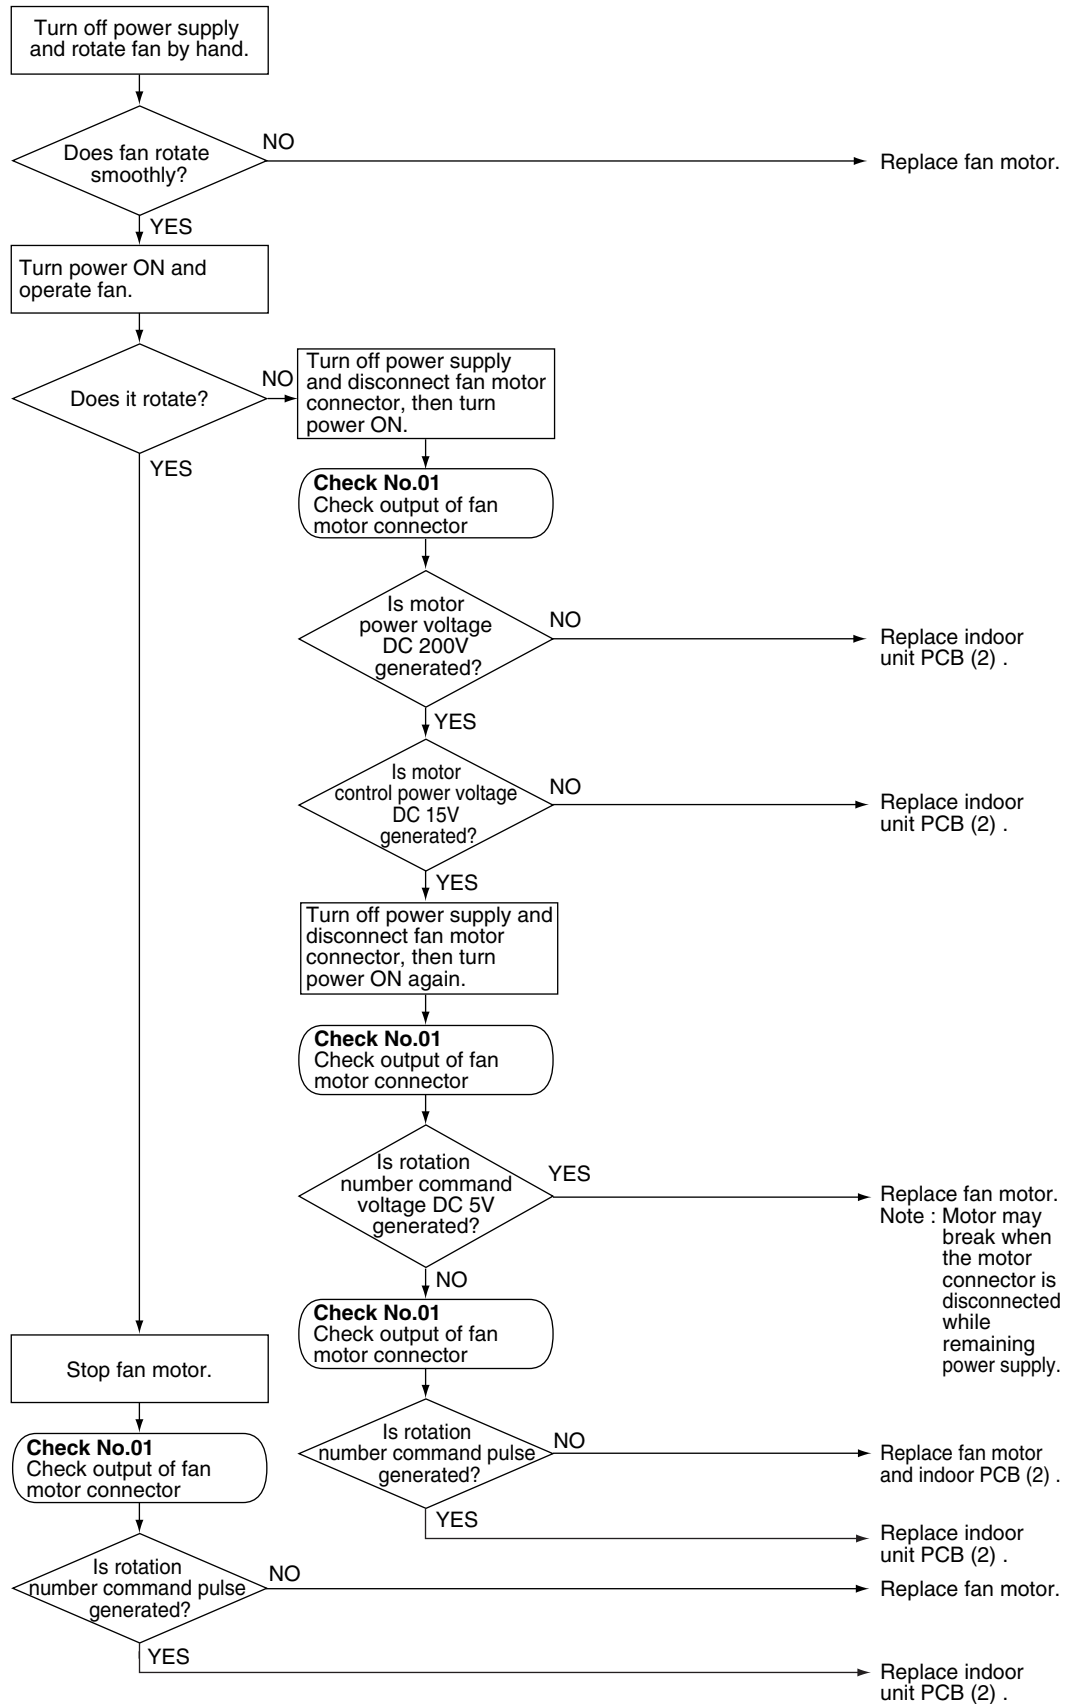 Turn off power supply
and rotate fan by hand.
Does fan rotate
smoothly?
NO
Replace fan motor.
YES
Turn power ON and
operate fan.
Does it rotate?
NO
Turn off power supply
and disconnect fan motor
connector, then turn
power ON.
YES
Check No.01
Check output of fan
motor connector
Is motor
power voltage
DC 200V
generated?
NO
Replace indoor
unit PCB (2) .
YES
Is motor
control power voltage
DC 15V
generated?
NO
Replace indoor
unit PCB (2) .
YES
Turn off power supply and
disconnect fan motor
connector, then turn
power ON again.
Check No.01
Check output of fan
motor connector
Is rotation
number command
voltage DC 5V
generated?
YES
Replace fan motor.
Note : Motor may
break when
the motor
connector is
disconnected
while
remaining
power supply.
NO
Check No.01
Check output of fan
motor connector
Is rotation
number command pulse
generated?
NO
Replace fan motor
and indoor PCB (2) .
YES
Replace indoor
unit PCB (2) .
Stop fan motor.
Check No.01
Check output of fan
motor connector
Is rotation
number command pulse
generated?
NO
Replace fan motor.
YES
Replace indoor
unit PCB (2) .